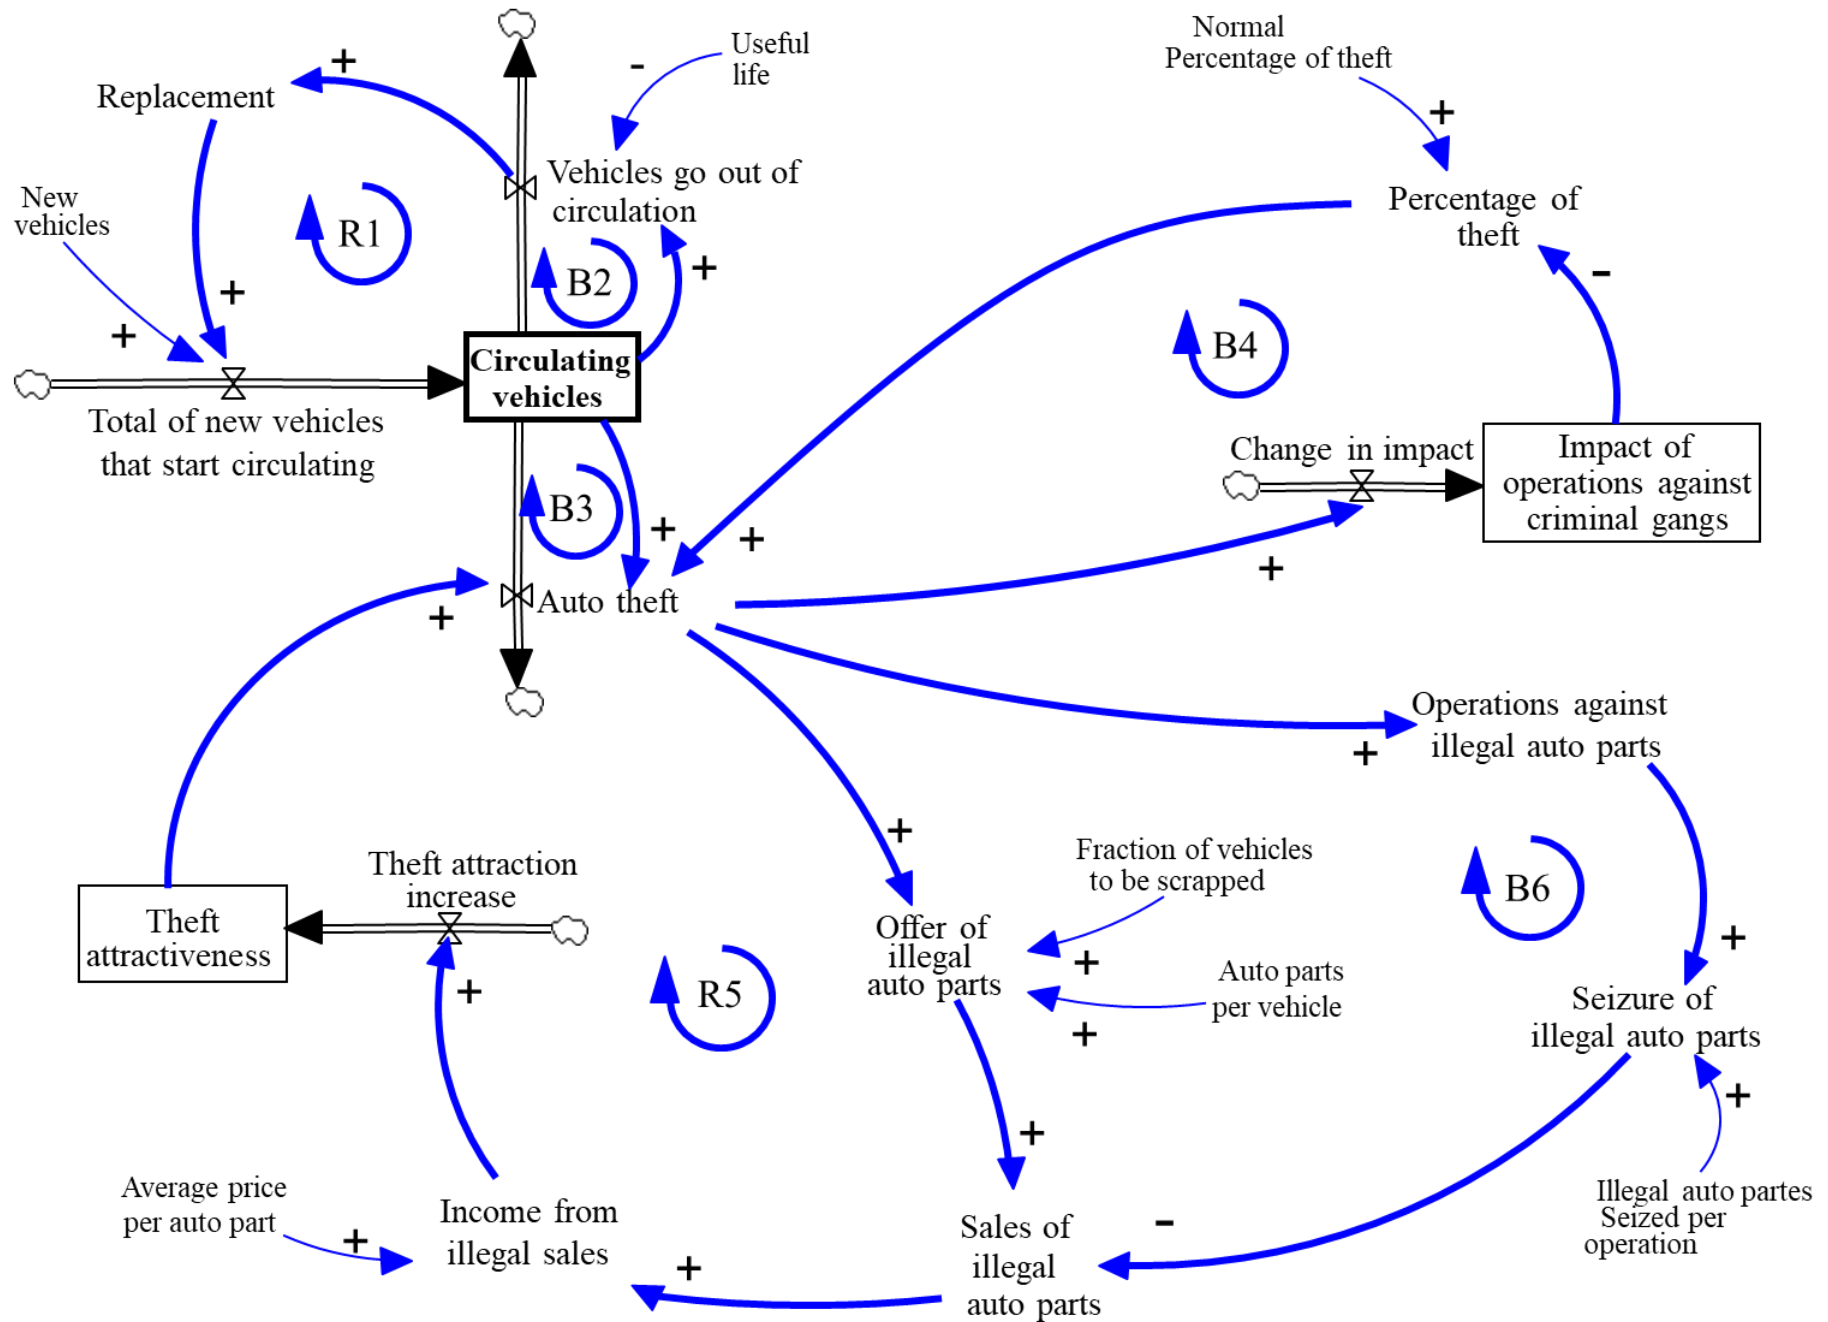 Useful
life
Normal
Percentage of theft
+
-
Replacement
+
Vehicles go out of
circulation
New
vehicles
Percentage of
theft
R1
+
-
B2
+
+
B4
Circulating
vehicles
Total of new vehicles
that start circulating
Change in impact
Impact of
operations against
criminal gangs
B3
+
+
+
Auto theft
+
Operations against
illegal auto parts
+
+
Theft attraction
increase
Fraction of vehicles
to be scrapped
B6
Theft
attractiveness
Offer of
illegal
auto parts
+
+
Auto parts
per vehicle
+
+
R5
Seizure of
illegal auto parts
+
+
Average price
per auto part
+
Income from
illegal sales
Sales of
illegal
auto parts
-
+
Illegal auto partes
Seized per
operation